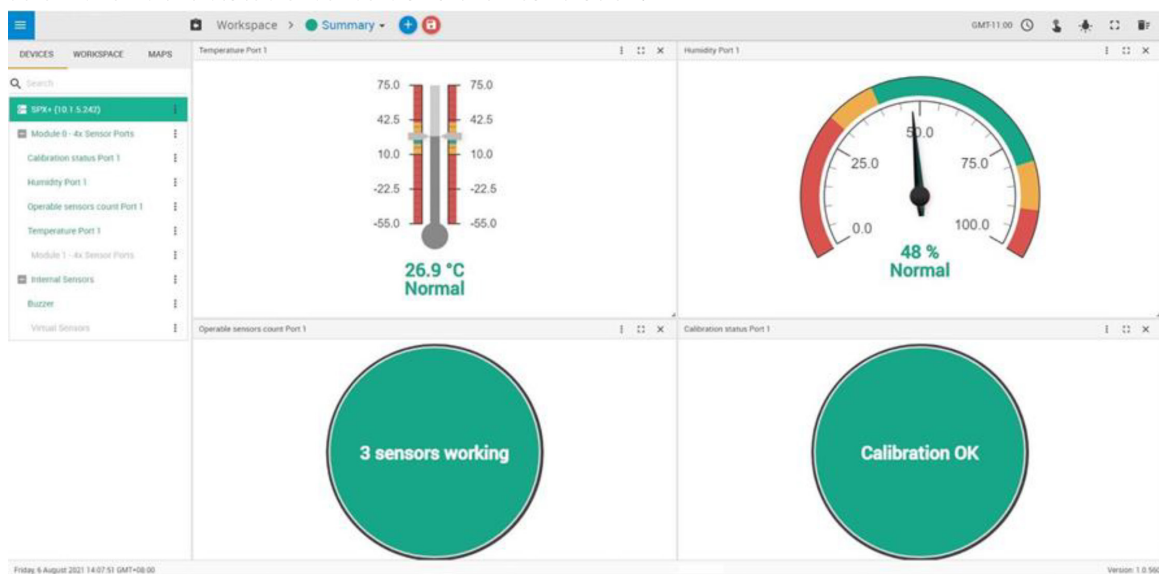 Workspace > Summary
GMT-11:00
DEVICES WORKSPACE MAPS
Search
SPX+ (10.1.5.242)
Module 0 - 4x Sensor Ports
Calibration status Port 1
Humidity Port 1
Operable sensors count Port 1
Temperature Port 1
Module 1 - 4x Sensor Ports
Internal Sensors
Buzzer
Virtual Sensors
Temperature Port 1
75.0 75.0
42.5 42.5
10.0 10.0
-22.5 -22.5
-55.0 -55.0
26.9 °C
Normal
Humidity Port 1
50.0
25.0 75.0
0.0 100.0
48 %
Normal
Operable sensors count Port 1
3 sensors working
Calibration status Port 1
Calibration OK
Friday, 6 August 2021 14:07:51 GMT+08:00
Version: 1.0.560